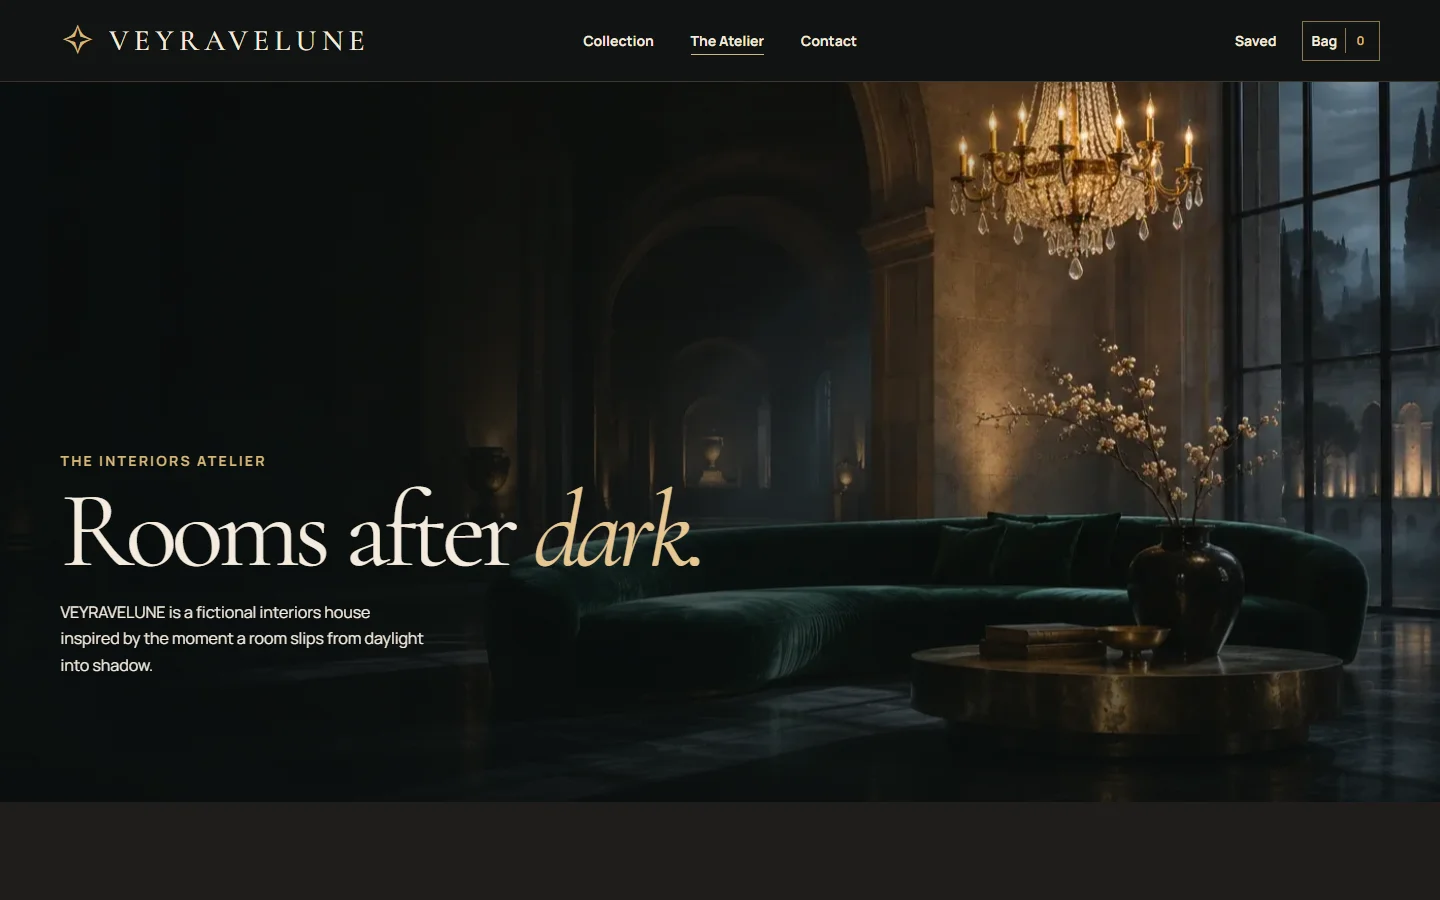 VEYRAVELUNE
Collection
The Atelier
Contact
Saved
Bag
0
THE INTERIORS ATELIER
Rooms after dark.
VEYRAVELUNE is a fictional interiors house
inspired by the moment a room slips from daylight
into shadow.